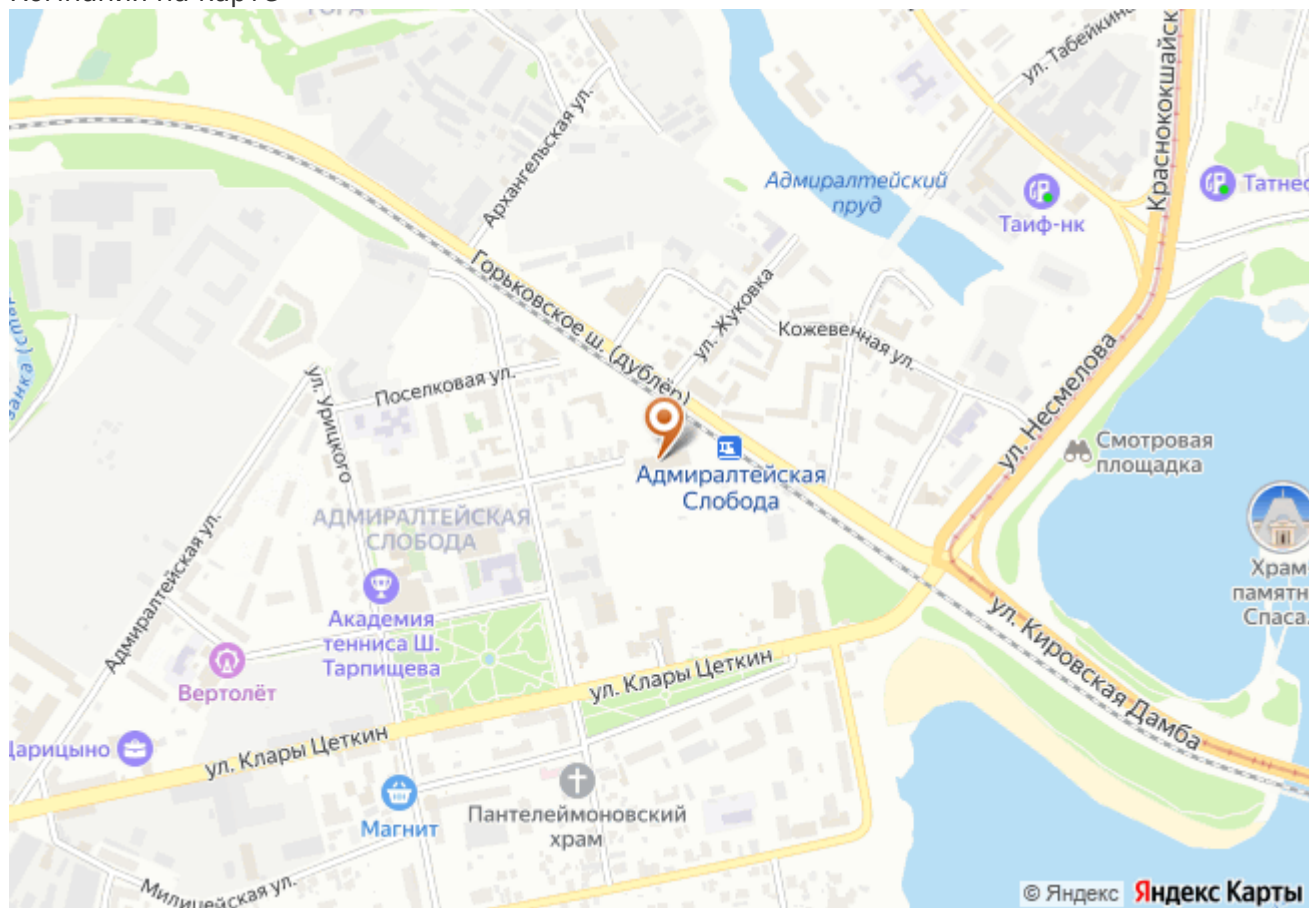 ул. Табейкина
Краснококшайск
Архангельская ул.
Адмиралтейский
пруд
Таиф-нк
Татнес
Горьковское ш. (дублёр)
ул. Жуковка
Кожевенная ул.
ул. Несмелова
Поселковая ул.
ул. Урицкого
Смотровая
площадка
Адмиралтейская
Слобода
АДМИРАЛТЕЙСКАЯ
СЛОБОДА
Адмиралтейская ул.
Храм-
памятн
Спаса.
Академия
тенниса Ш.
Тарпищева
Вертолёт
ул. Кировская Дамба
ул. Клары Цеткин
ул. Клары Цеткин
Царицыно
Магнит
Пантелеймоновский
храм
Милицейская ул.
© Яндекс Яндекс Карты